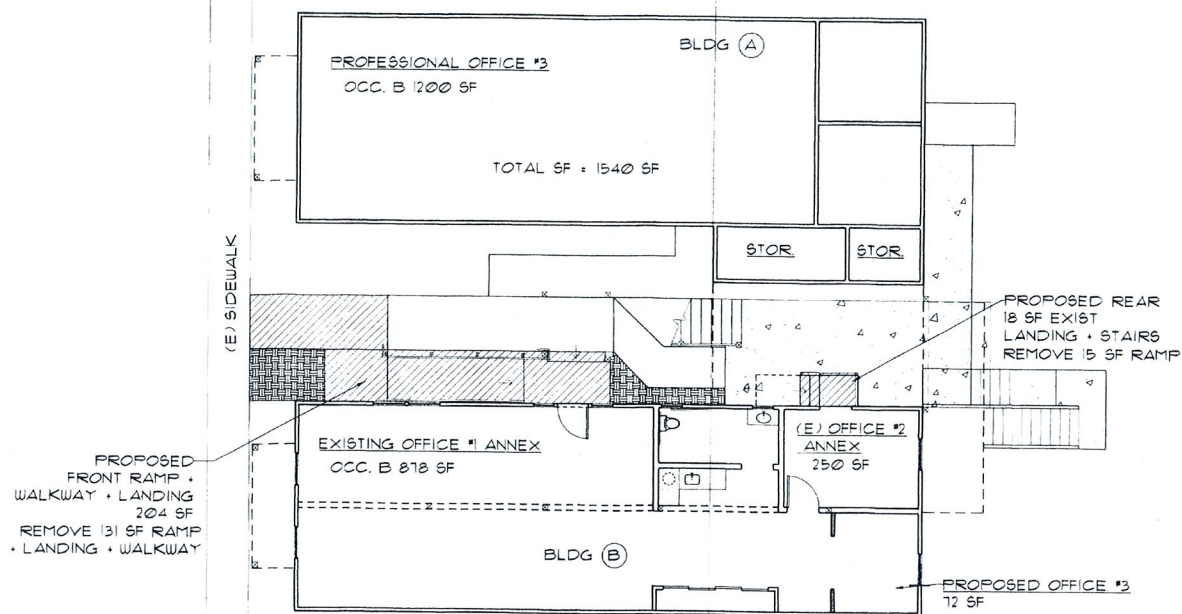 BLDG A
PROFESSIONAL OFFICE #3
OCC. B 1200 SF
TOTAL SF = 1540 SF
STOR.
STOR.
(E) SIDEWALK
PROPOSED REAR
18 SF EXIST
LANDING + STAIRS
REMOVE 15 SF RAMP
EXISTING OFFICE #1 ANNEX
OCC. B 878 SF
(E) OFFICE #2
ANNEX
250 SF
PROPOSED
FRONT RAMP +
WALKWAY + LANDING
204 SF
REMOVE 131 SF RAMP
+ LANDING + WALKWAY
BLDG B
PROPOSED OFFICE #3
72 SF